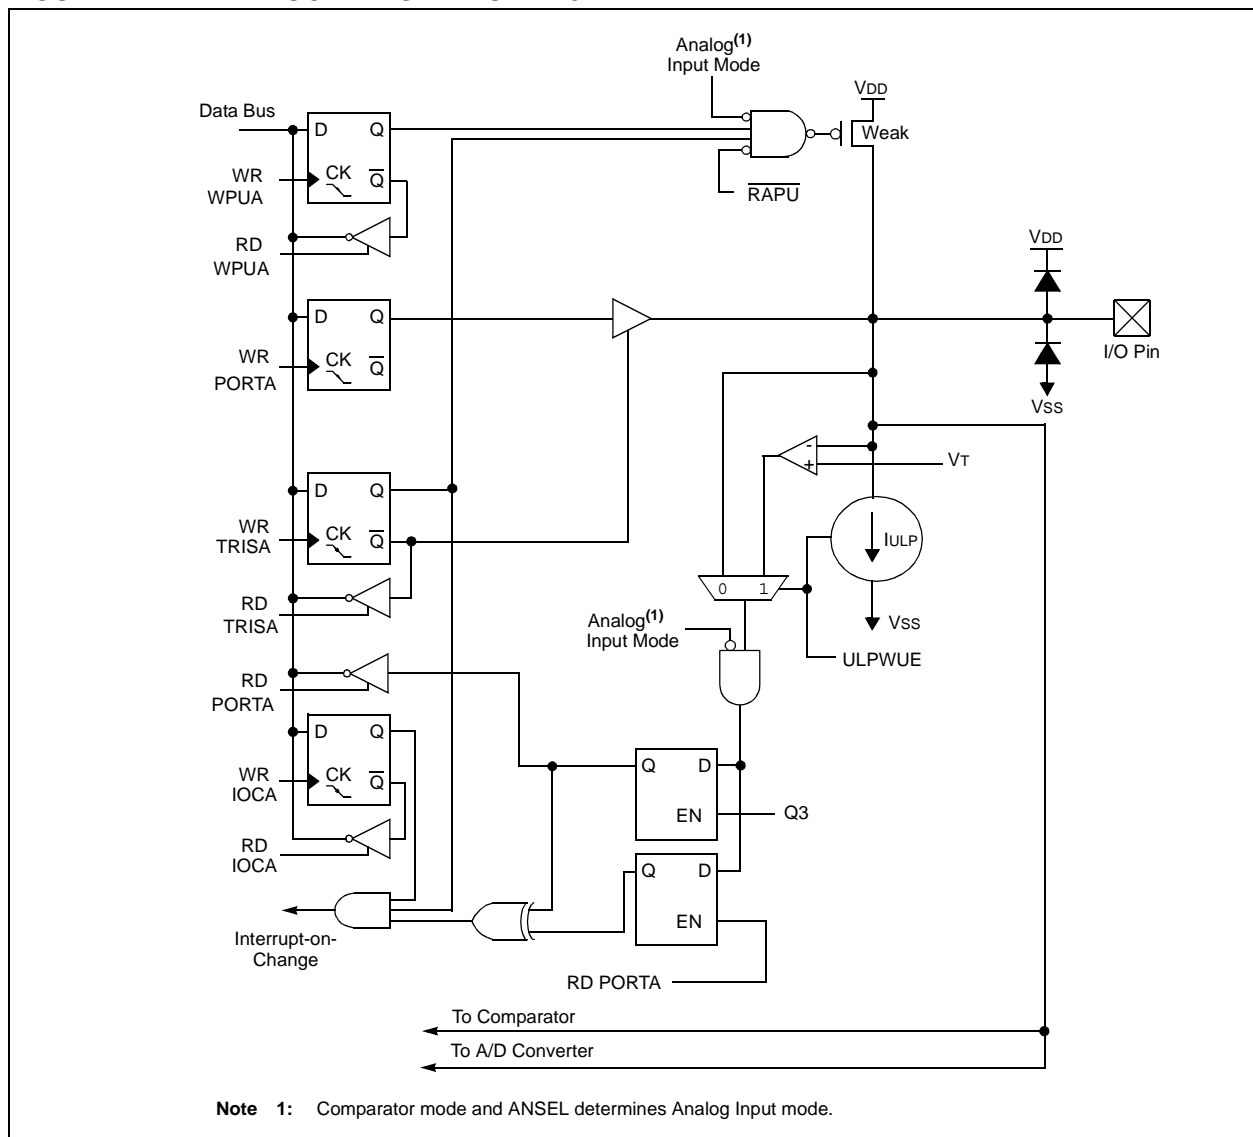 Analog(1)
Input Mode
VDD
Data Bus
D
Q
Weak
WR
WPUA
CK
Q
RAPU
RD
WPUA
VDD
D
Q
WR
PORTA
CK
Q
I/O Pin
VSS
-
+
VT
D
Q
WR
TRISA
CK
Q
IULP
0
1
RD
TRISA
Analog(1)
Input Mode
VSS
ULPWUE
RD
PORTA
D
Q
WR
IOCA
CK
Q
Q
D
EN
Q3
RD
IOCA
Q
D
EN
Interrupt-on-
Change
RD PORTA
To Comparator
To A/D Converter
Note 1: Comparator mode and ANSEL determines Analog Input mode.